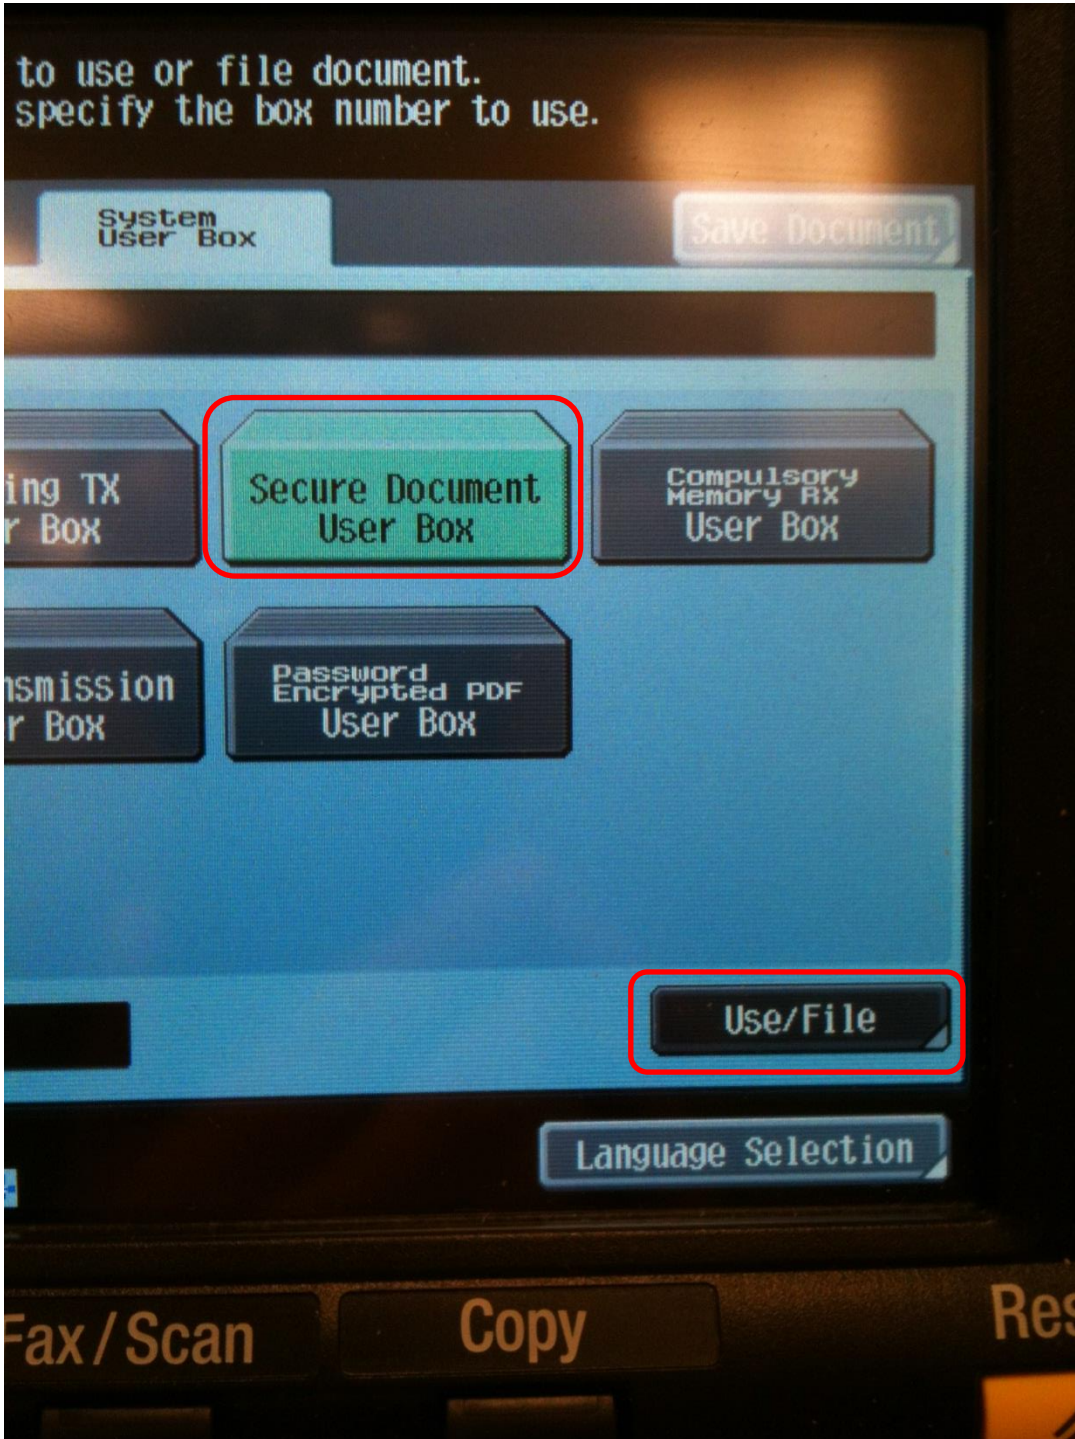 to use or file document.
specify the box number to use.
System
User Box
Save Document
ing TX
r Box
Secure Document
User Box
Compulsory
Memory RX
User Box
smission
r Box
Password
Encrypted PDF
User Box
Use/File
Language Selection
Fax/Scan
Copy
Res